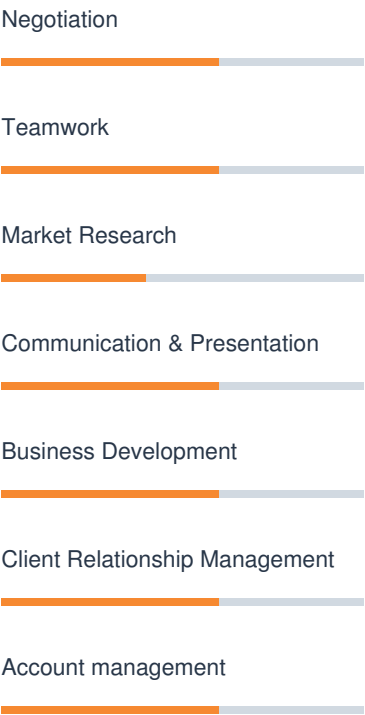 Negotiation
Teamwork
Market Research
Communication & Presentation
Business Development
Client Relationship Management
Account management